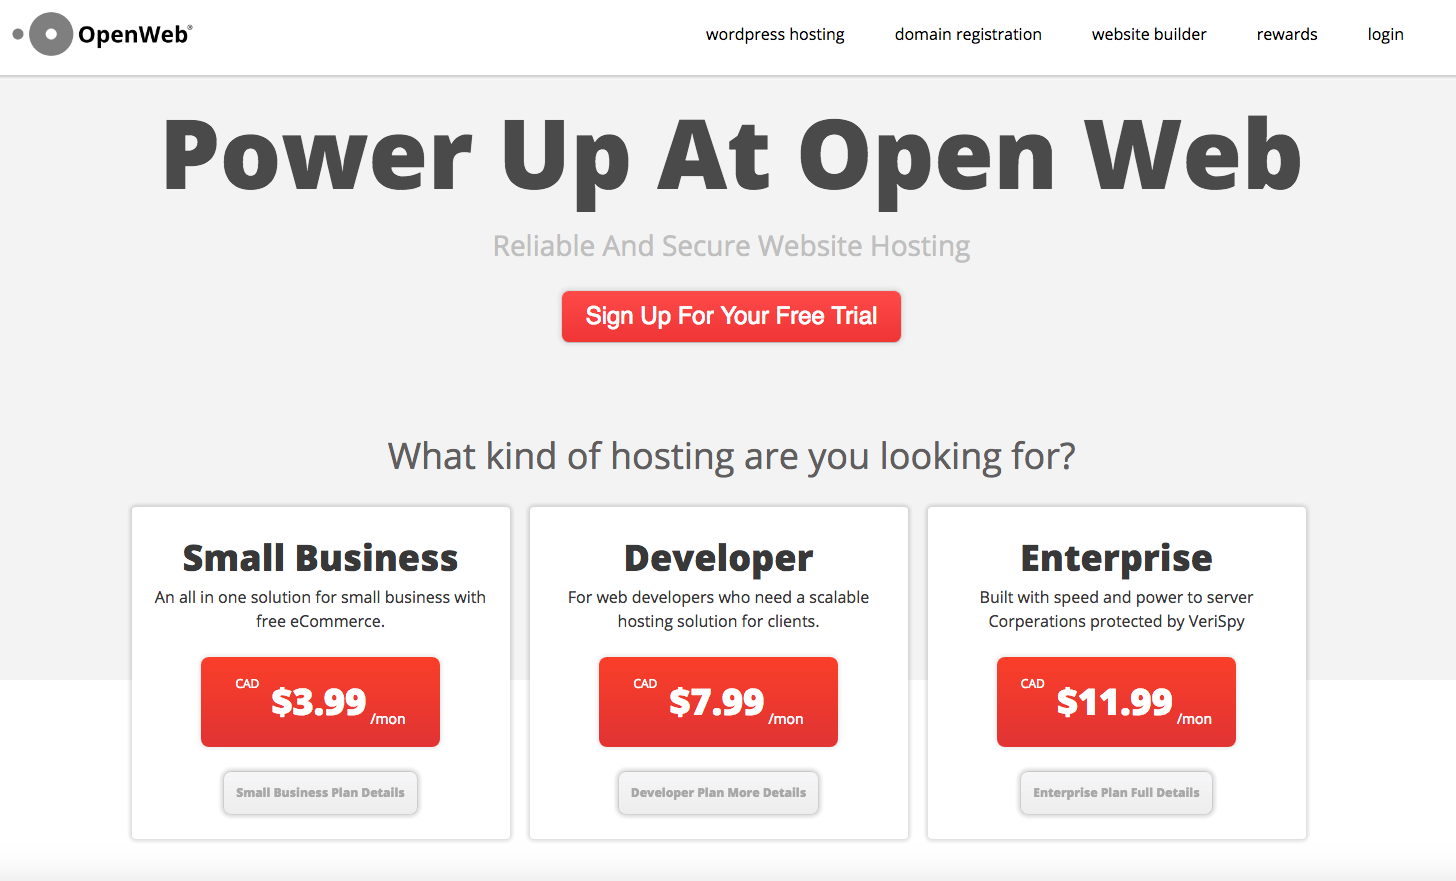 OpenWeb®
wordpress hosting
domain registration
website builder
rewards
login
Power Up At Open Web
Reliable And Secure Website Hosting
Sign Up For Your Free Trial
What kind of hosting are you looking for?
Small Business
An all in one solution for small business with
free eCommerce.
CAD $3.99 /mon
Small Business Plan Details
Developer
For web developers who need a scalable
hosting solution for clients.
CAD $7.99 /mon
Developer Plan More Details
Enterprise
Built with speed and power to server
Corperations protected by VeriSpy
CAD $11.99 /mon
Enterprise Plan Full Details